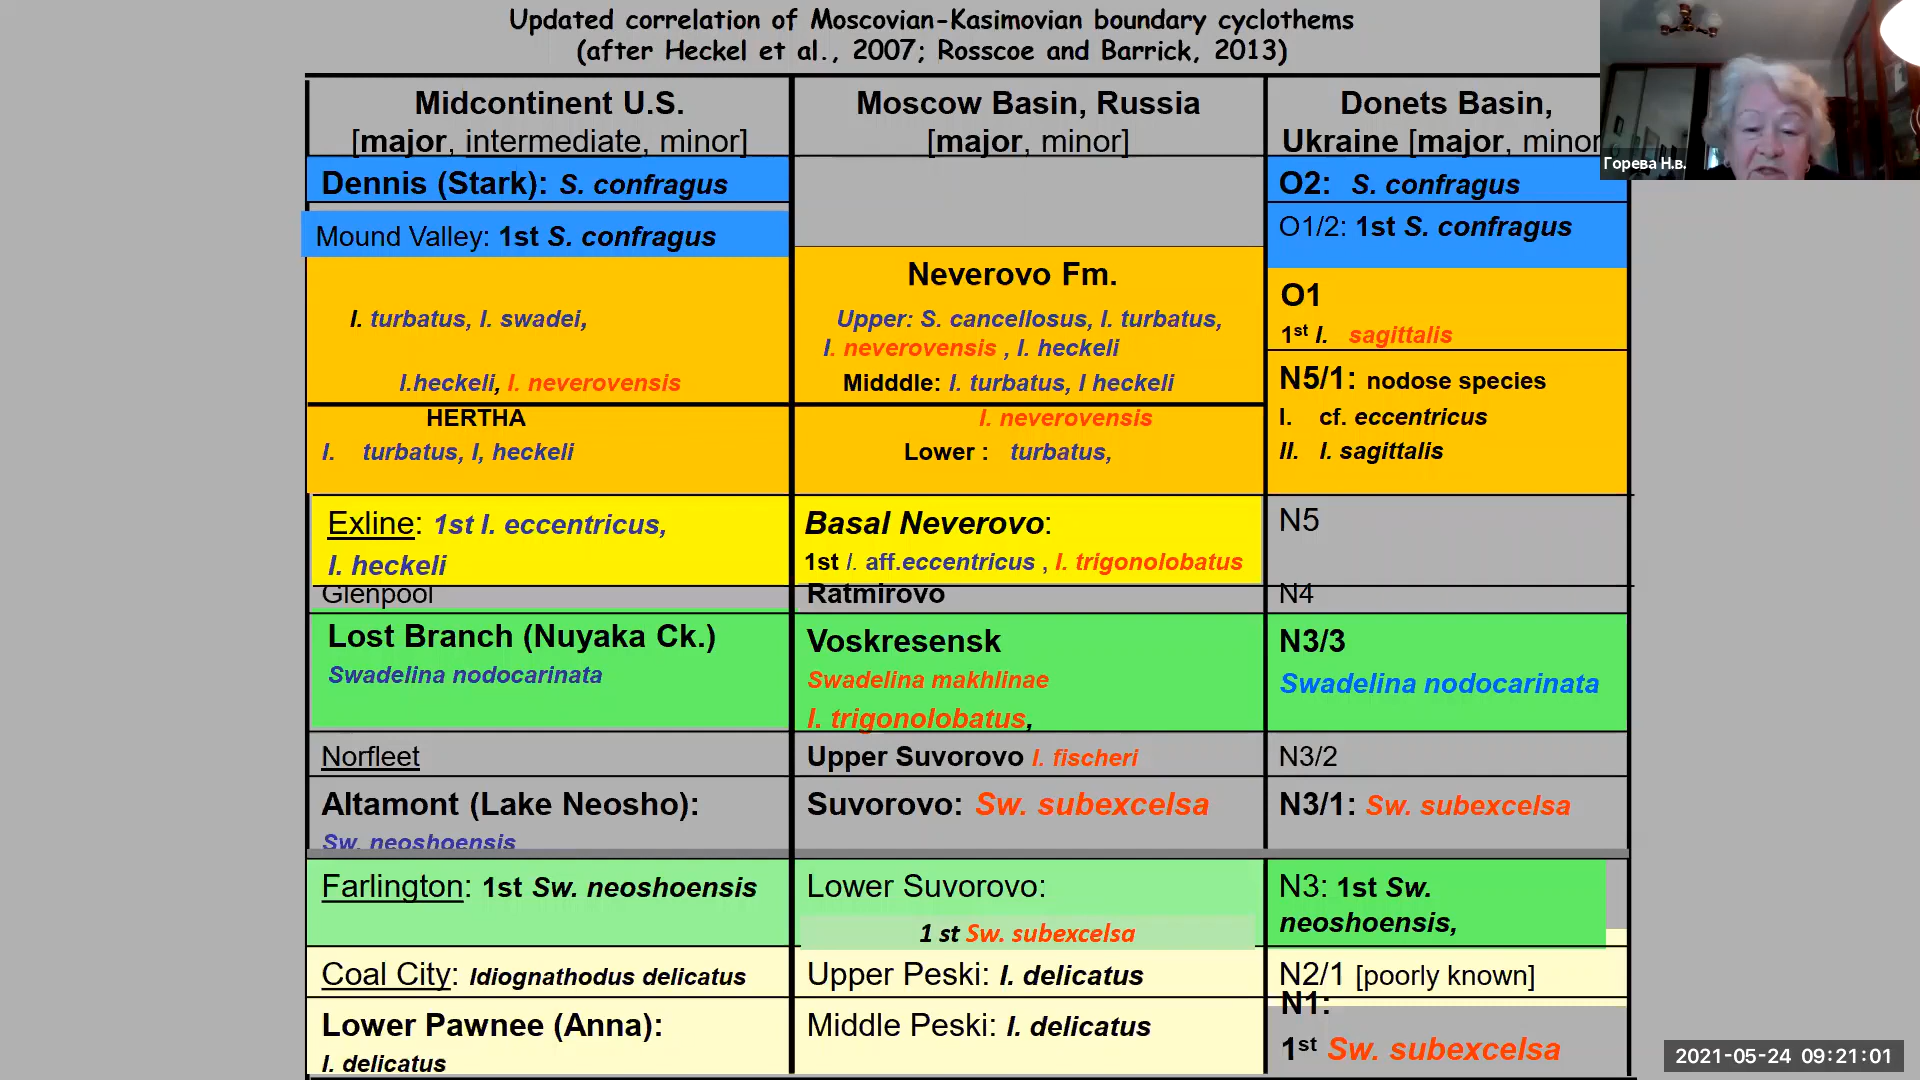 Updated correlation of Moscovian-Kasimovian boundary cyclothems
(after Heckel et al., 2007; Rosscoe and Barrick, 2013)
Midcontinent U.S.
[major, intermediate, minor]
Moscow Basin, Russia
[major, minor]
Donets Basin,
Ukraine [major, minor
Горева Н.в.
Dennis (Stark): S. confragus
O2: S. confragus
Mound Valley: 1st S. confragus
O1/2: 1st S. confragus
I. turbatus, I. swadei,
I.heckeli, I. neverovensis
Neverovo Fm.
Upper: S. cancellosus, I. turbatus,
I. neverovensis , I. heckeli
Midddle: I. turbatus, I heckeli
O1
1st I. sagittalis
HERTHA
I. turbatus, I, heckeli
I. neverovensis
Lower : turbatus,
N5/1: nodose species
I. cf. eccentricus
II. I. sagittalis
Exline: 1st I. eccentricus,
I. heckeli
Basal Neverovo:
1st I. aff.eccentricus , I. trigonolobatus
N5
Glenpool
Ratmirovo
N4
Lost Branch (Nuyaka Ck.)
Swadelina nodocarinata
Voskresensk
Swadelina makhlinae
I. trigonolobatus,
N3/3
Swadelina nodocarinata
Norfleet
Upper Suvorovo I. fischeri
N3/2
Altamont (Lake Neosho):
Sw. neoshoensis
Suvorovo: Sw. subexcelsa
N3/1: Sw. subexcelsa
Farlington: 1st Sw. neoshoensis
Lower Suvorovo:
1 st Sw. subexcelsa
N3: 1st Sw.
neoshoensis,
Coal City: Idiognathodus delicatus
Upper Peski: I. delicatus
N2/1 [poorly known]
Lower Pawnee (Anna):
I. delicatus
Middle Peski: I. delicatus
N1:
1st Sw. subexcelsa
2021-05-24 09:21:01